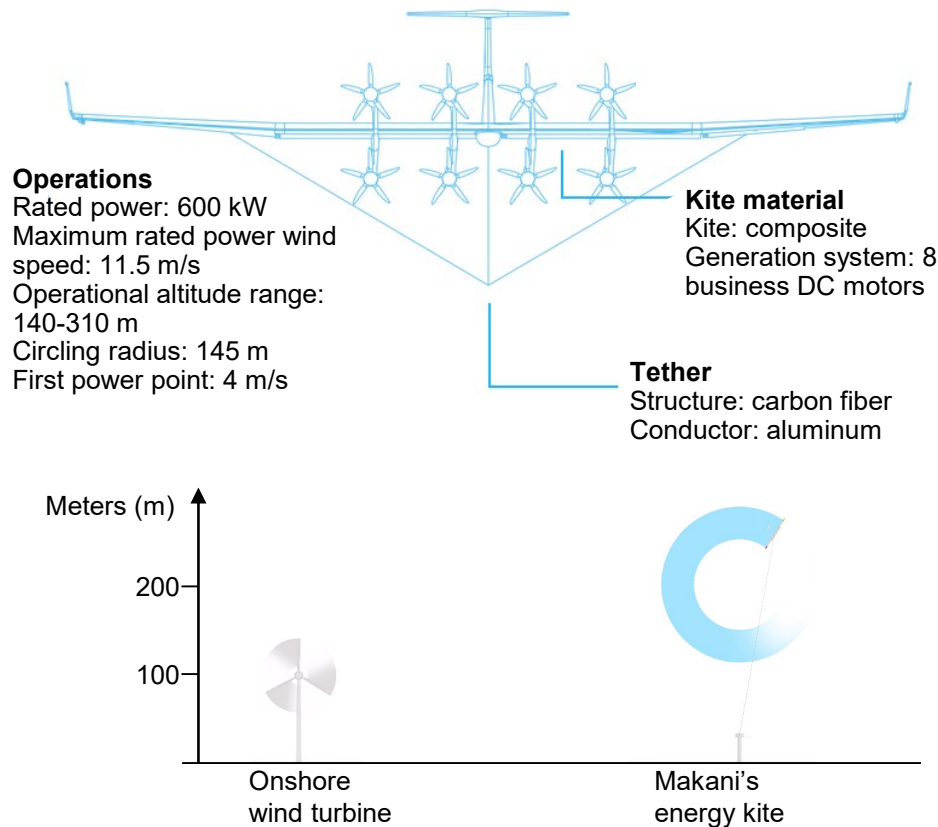 Operations
Rated power: 600 kW
Maximum rated power wind
speed: 11.5 m/s
Operational altitude range:
140-310 m
Circling radius: 145 m
First power point: 4 m/s
Kite material
Kite: composite
Generation system: 8
business DC motors
Tether
Structure: carbon fiber
Conductor: aluminum
Meters (m)
200
100
Onshore
wind turbine
Makani’s
energy kite